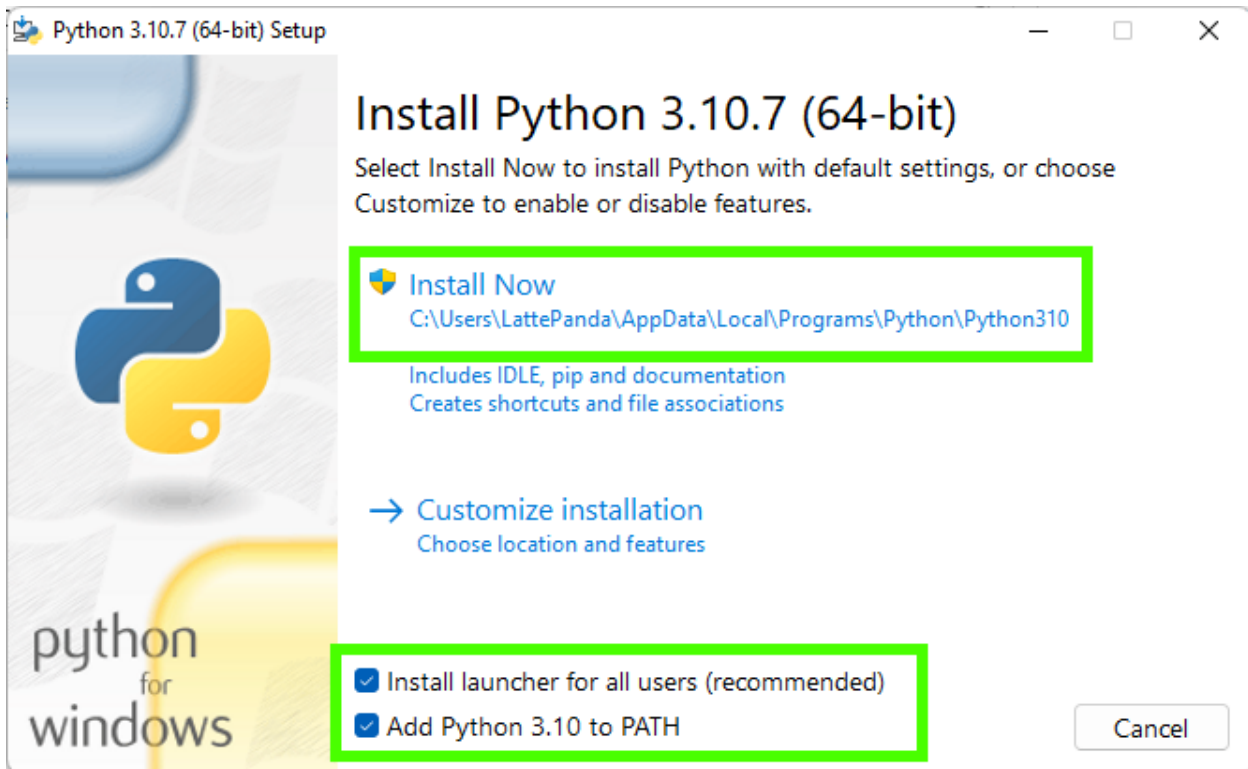 Python 3.10.7 (64-bit) Setup
Install Python 3.10.7 (64-bit)
Select Install Now to install Python with default settings, or choose
Customize to enable or disable features.
Install Now
C:\Users\LattePanda\AppData\Local\Programs\Python\Python310
Includes IDLE, pip and documentation
Creates shortcuts and file associations
Customize installation
Choose location and features
python
for
windows
Install launcher for all users (recommended)
Add Python 3.10 to PATH
Cancel